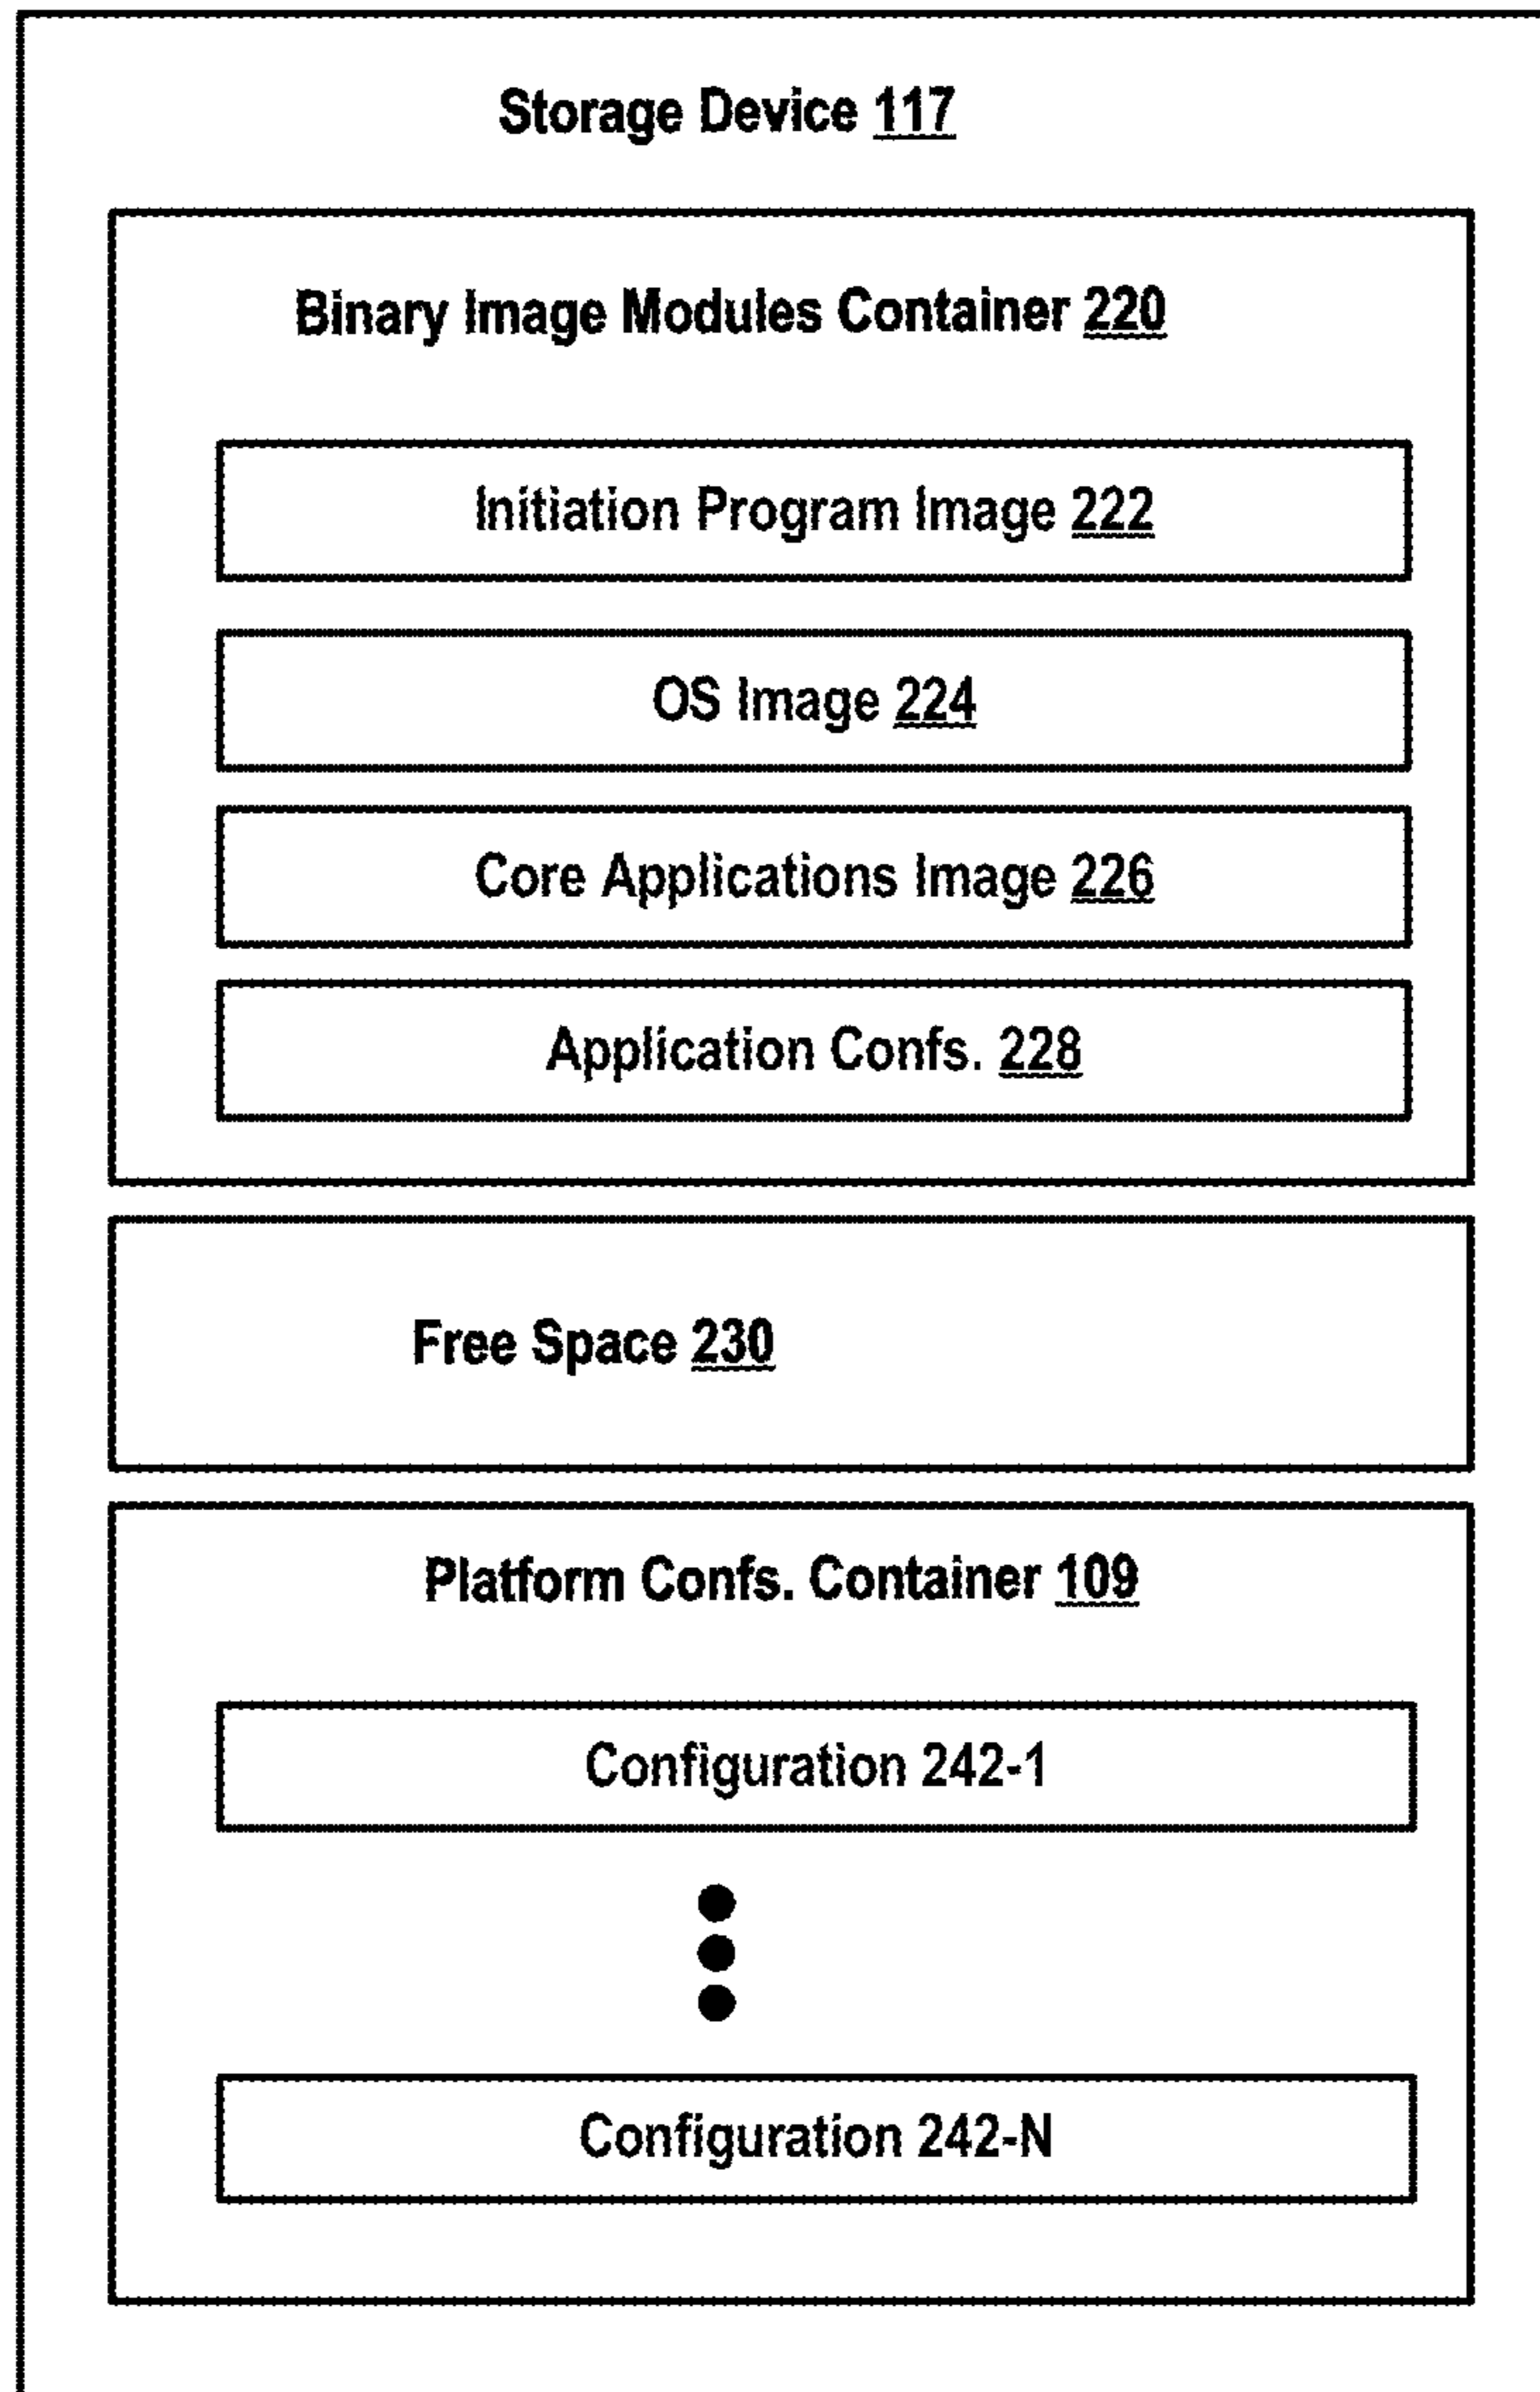 Storage Device 117
Binary Image Modules Container 220
Initiation Program Image 222
OS Image 224
Core Applications Image 226
Application Confs. 228
Free Space 230
Platform Confs. Container 109
Configuration 242-1
Configuration 242-N